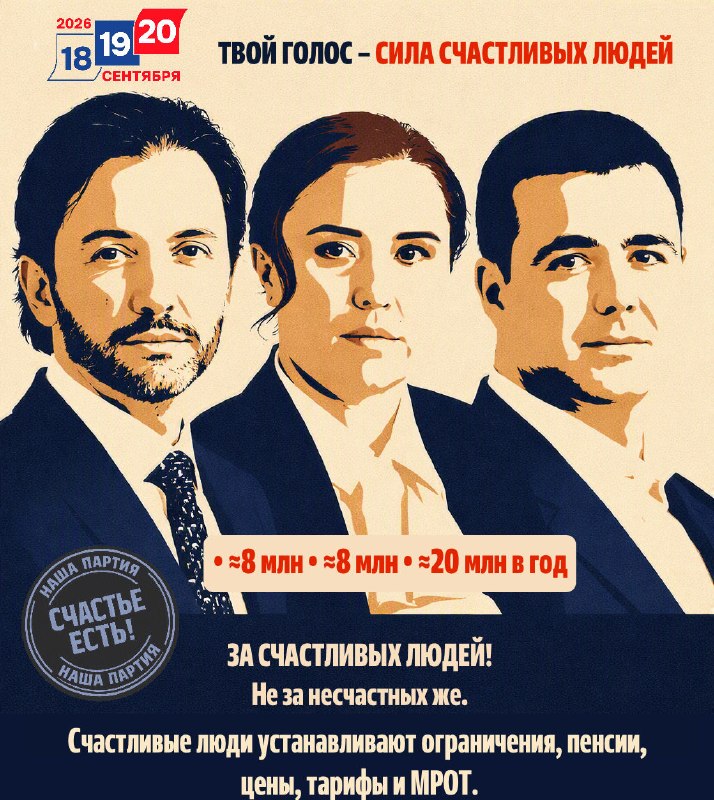 2026
18 19 20
СЕНТЯБРЯ
ТВОЙ ГОЛОС – СИЛА СЧАСТЛИВЫХ ЛЮДЕЙ
• ≈8 млн • ≈8 млн • ≈20 млн в год
НАША ПАРТИЯ
СЧАСТЬЕ
ЕСТЬ!
НАША ПАРТИЯ
ЗА СЧАСТЛИВЫХ ЛЮДЕЙ!
Не за несчастных же.
Счастливые люди устанавливают ограничения, пенсии,
цены, тарифы и МРОТ.